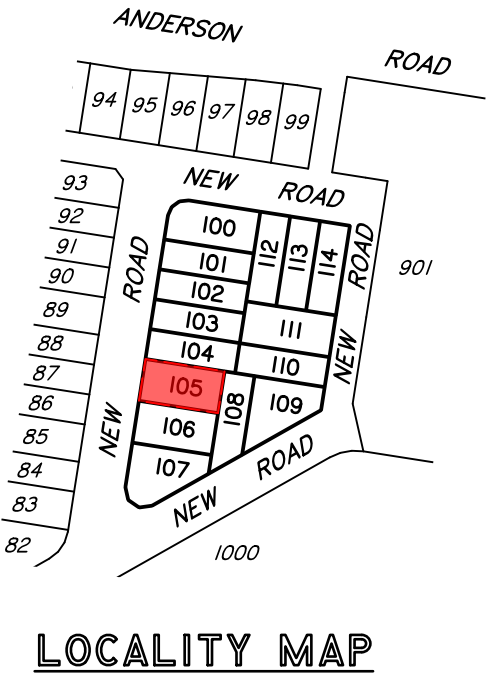 ANDERSON ROAD
94 95 96 97 98 99
NEW ROAD
93
92
91
90
89
88
87
86
85
84
83
82
ROAD
NEW
100
101
102
103
104
105
106
107
112 113 114
111
110
108
109
ROAD
NEW
901
NEW ROAD
1000
LOCALITY MAP